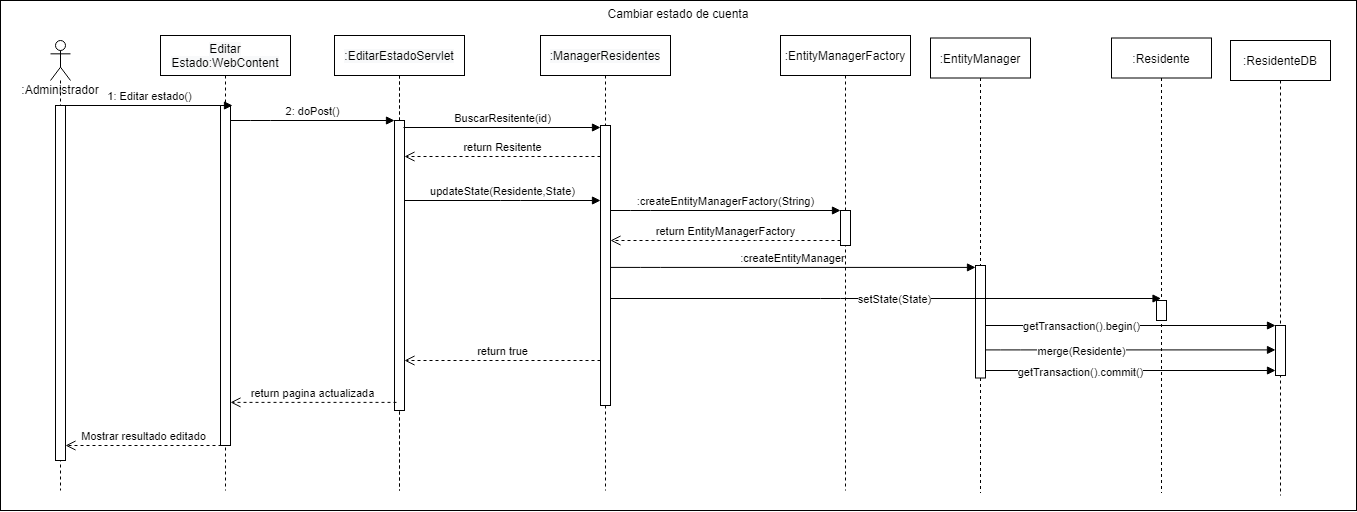 Cambiar estado de cuenta
:Administrador
Editar
Estado:WebContent
:EditarEstadoServlet
:ManagerResidentes
:EntityManagerFactory
:EntityManager
:Residente
:ResidenteDB
1: Editar estado()
2: doPost()
BuscarResitente(id)
return Resitente
updateState(Residente,State)
:createEntityManagerFactory(String)
return EntityManagerFactory
:createEntityManager
setState(State)
getTransaction().begin()
merge(Residente)
return true
getTransaction().commit()
return pagina actualizada
Mostrar resultado editado